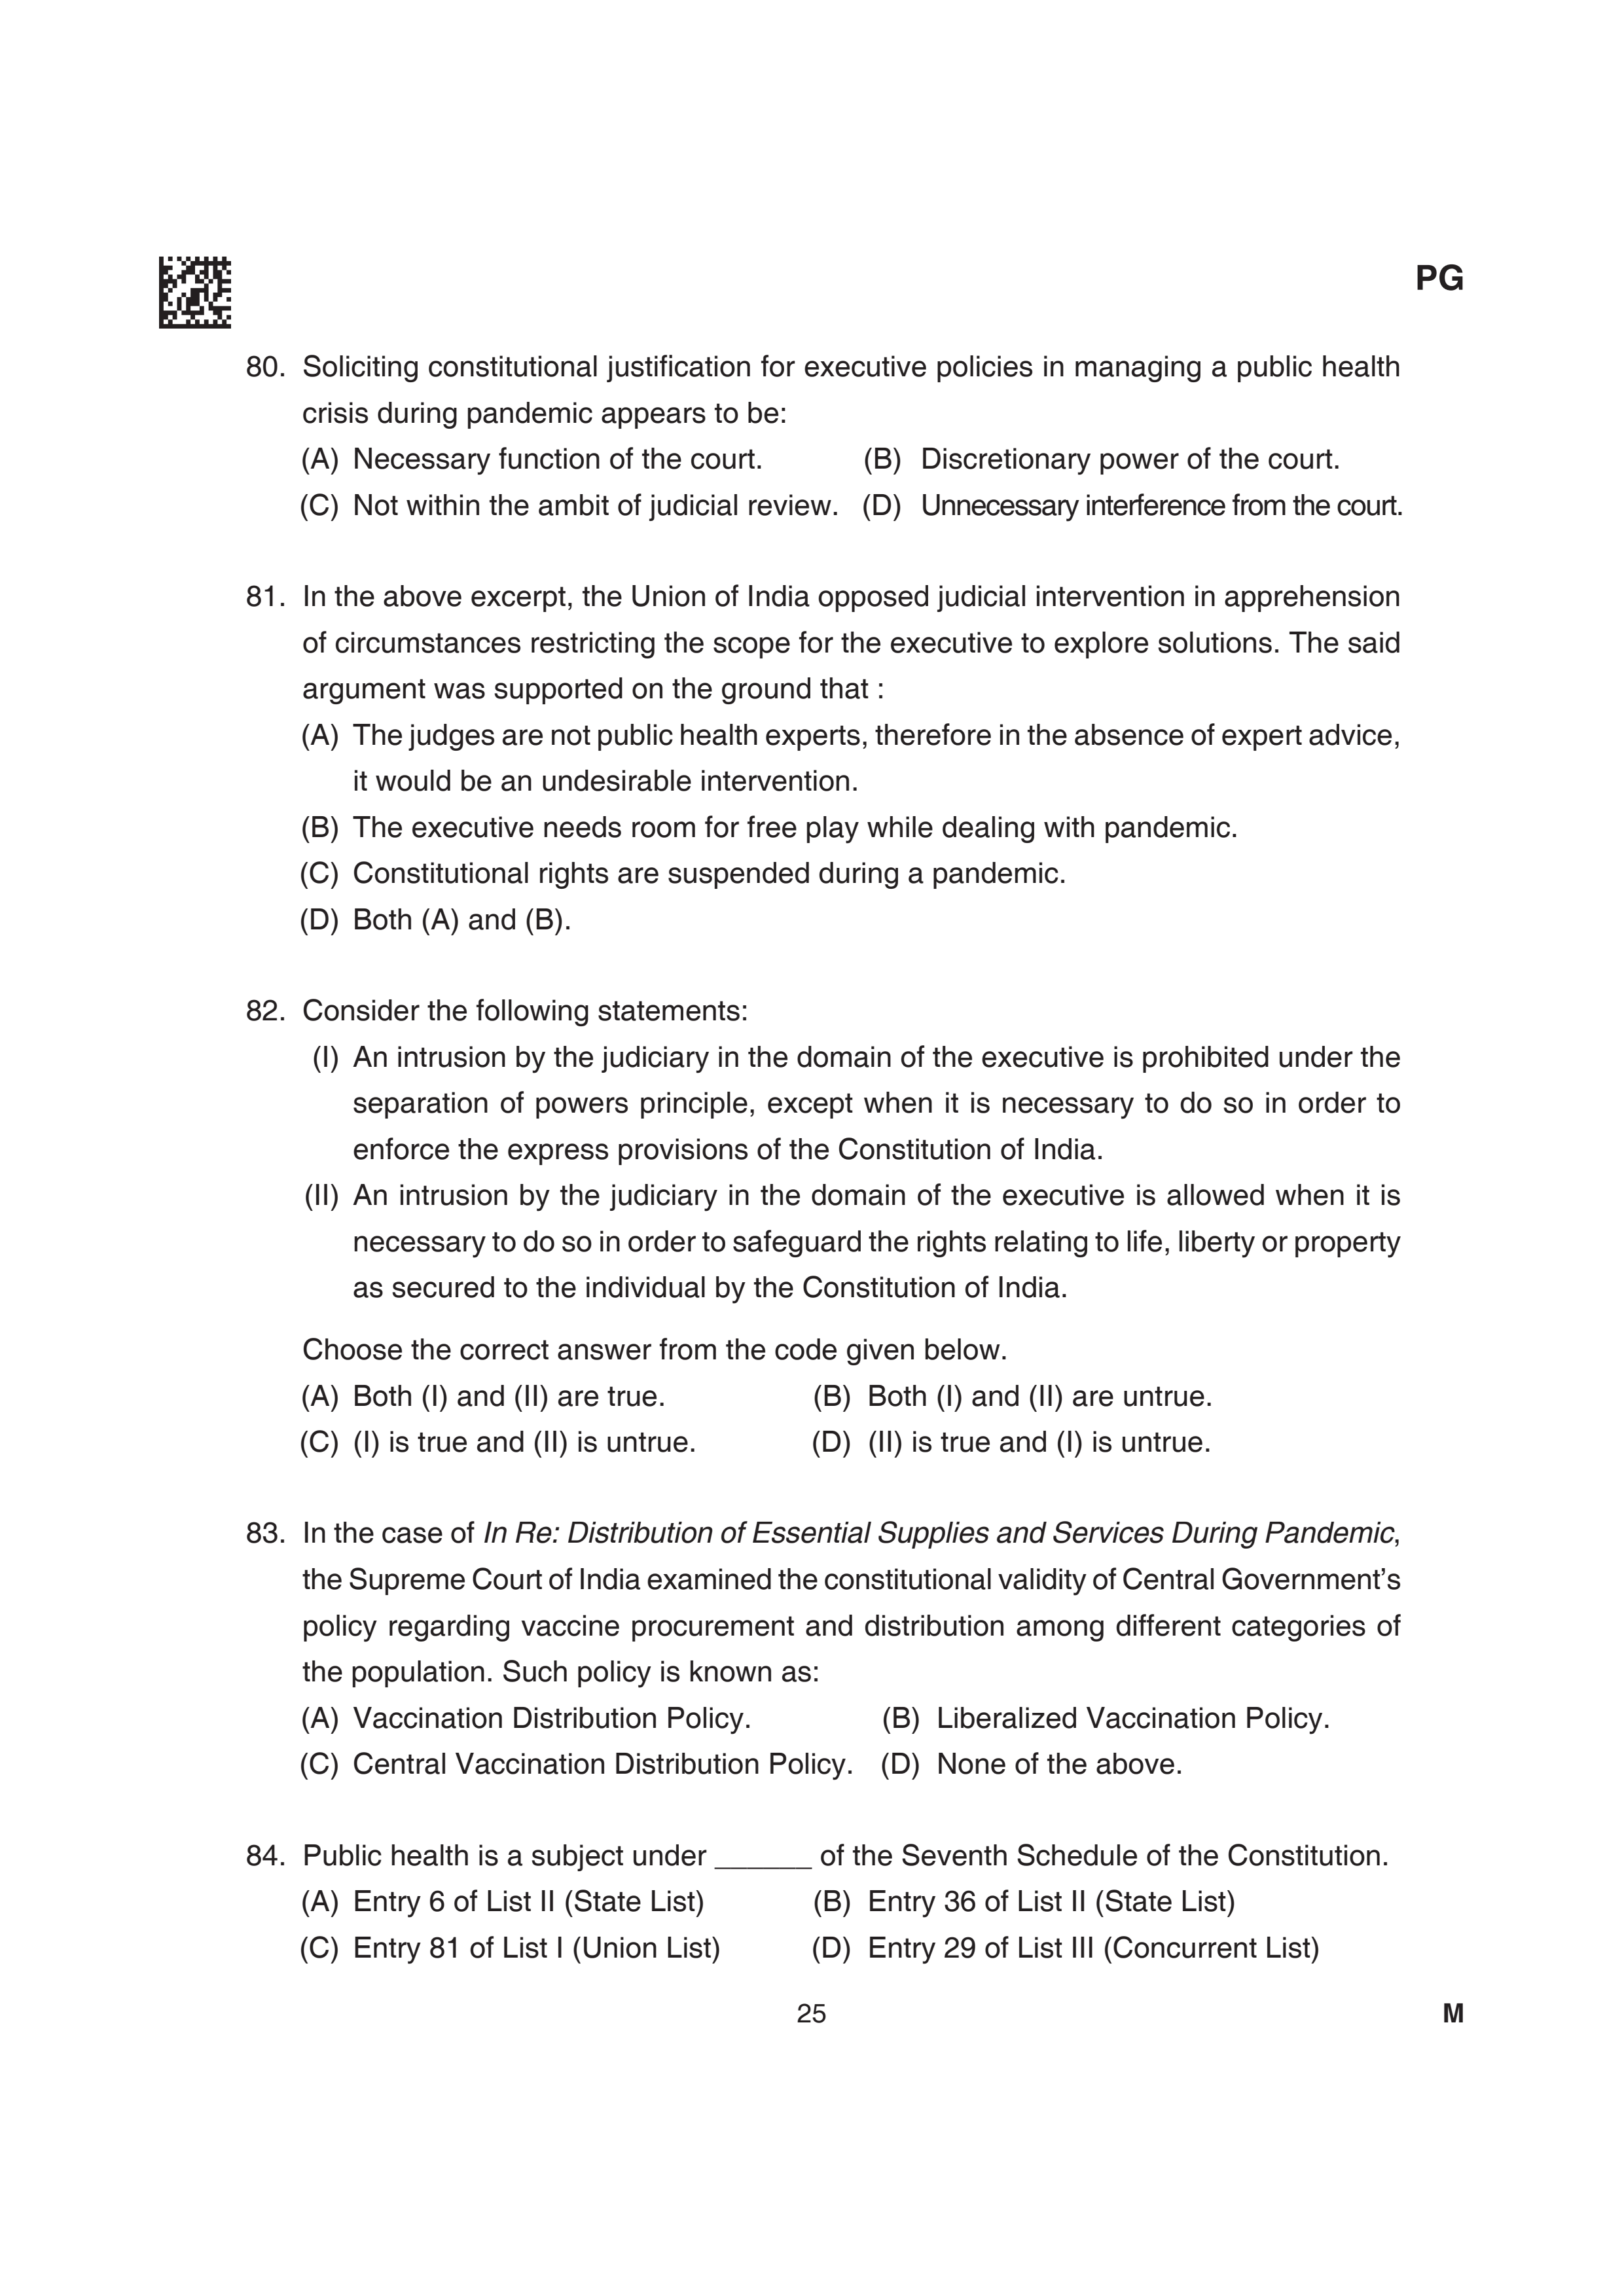 PG
80. Soliciting constitutional justification for executive policies in managing a public health
crisis during pandemic appears to be:
(A) Necessary function of the court. (B) Discretionary power of the court.
(C) Not within the ambit of judicial review. (D) Unnecessary interference from the court.
81. In the above excerpt, the Union of India opposed judicial intervention in apprehension
of circumstances restricting the scope for the executive to explore solutions. The said
argument was supported on the ground that :
(A) The judges are not public health experts, therefore in the absence of expert advice,
it would be an undesirable intervention.
(B) The executive needs room for free play while dealing with pandemic.
(C) Constitutional rights are suspended during a pandemic.
(D) Both (A) and (B).
82. Consider the following statements:
(I) An intrusion by the judiciary in the domain of the executive is prohibited under the
separation of powers principle, except when it is necessary to do so in order to
enforce the express provisions of the Constitution of India.
(II) An intrusion by the judiciary in the domain of the executive is allowed when it is
necessary to do so in order to safeguard the rights relating to life, liberty or property
as secured to the individual by the Constitution of India.
Choose the correct answer from the code given below.
(A) Both (I) and (II) are true. (B) Both (I) and (II) are untrue.
(C) (I) is true and (II) is untrue. (D) (II) is true and (I) is untrue.
83. In the case of In Re: Distribution of Essential Supplies and Services During Pandemic,
the Supreme Court of India examined the constitutional validity of Central Government’s
policy regarding vaccine procurement and distribution among different categories of
the population. Such policy is known as:
(A) Vaccination Distribution Policy. (B) Liberalized Vaccination Policy.
(C) Central Vaccination Distribution Policy. (D) None of the above.
84. Public health is a subject under ______ of the Seventh Schedule of the Constitution.
(A) Entry 6 of List II (State List) (B) Entry 36 of List II (State List)
(C) Entry 81 of List I (Union List) (D) Entry 29 of List III (Concurrent List)
25 M